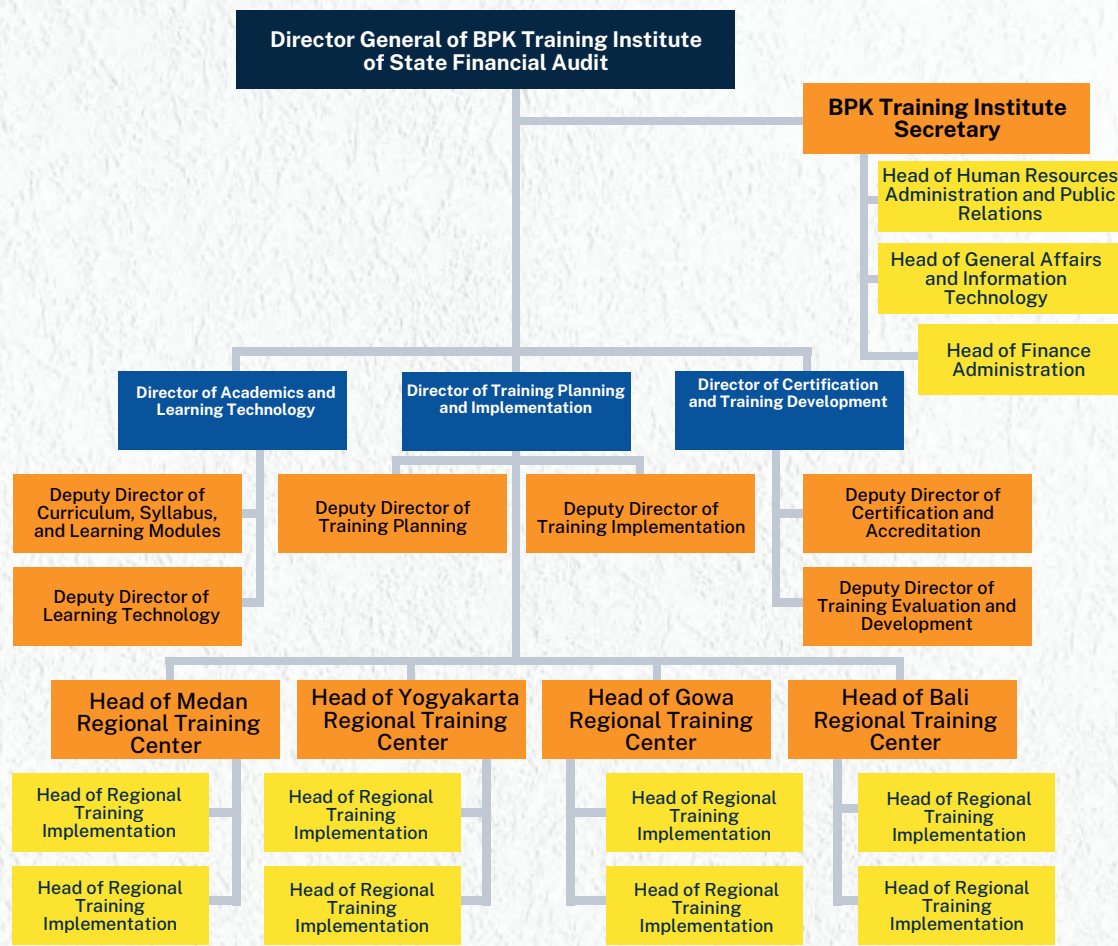 Director General of BPK Training Institute
of State Financial Audit
BPK Training Institute
Secretary
Head of Human Resources
Administration and Public
Relations
Head of General Affairs
and Information
Technology
Head of Finance
Administration
Director of Academics and
Learning Technology
Director of Training Planning
and Implementation
Director of Certification
and Training Development
Deputy Director of
Curriculum, Syllabus,
and Learning Modules
Deputy Director of
Training Planning
Deputy Director of
Training Implementation
Deputy Director of
Certification and
Accreditation
Deputy Director of
Learning Technology
Deputy Director of
Training Evaluation and
Development
Head of Medan
Regional Training
Center
Head of Yogyakarta
Regional Training
Center
Head of Gowa
Regional Training
Center
Head of Bali
Regional Training
Center
Head of Regional
Training
Implementation
Head of Regional
Training
Implementation
Head of Regional
Training
Implementation
Head of Regional
Training
Implementation
Head of Regional
Training
Implementation
Head of Regional
Training
Implementation
Head of Regional
Training
Implementation
Head of Regional
Training
Implementation